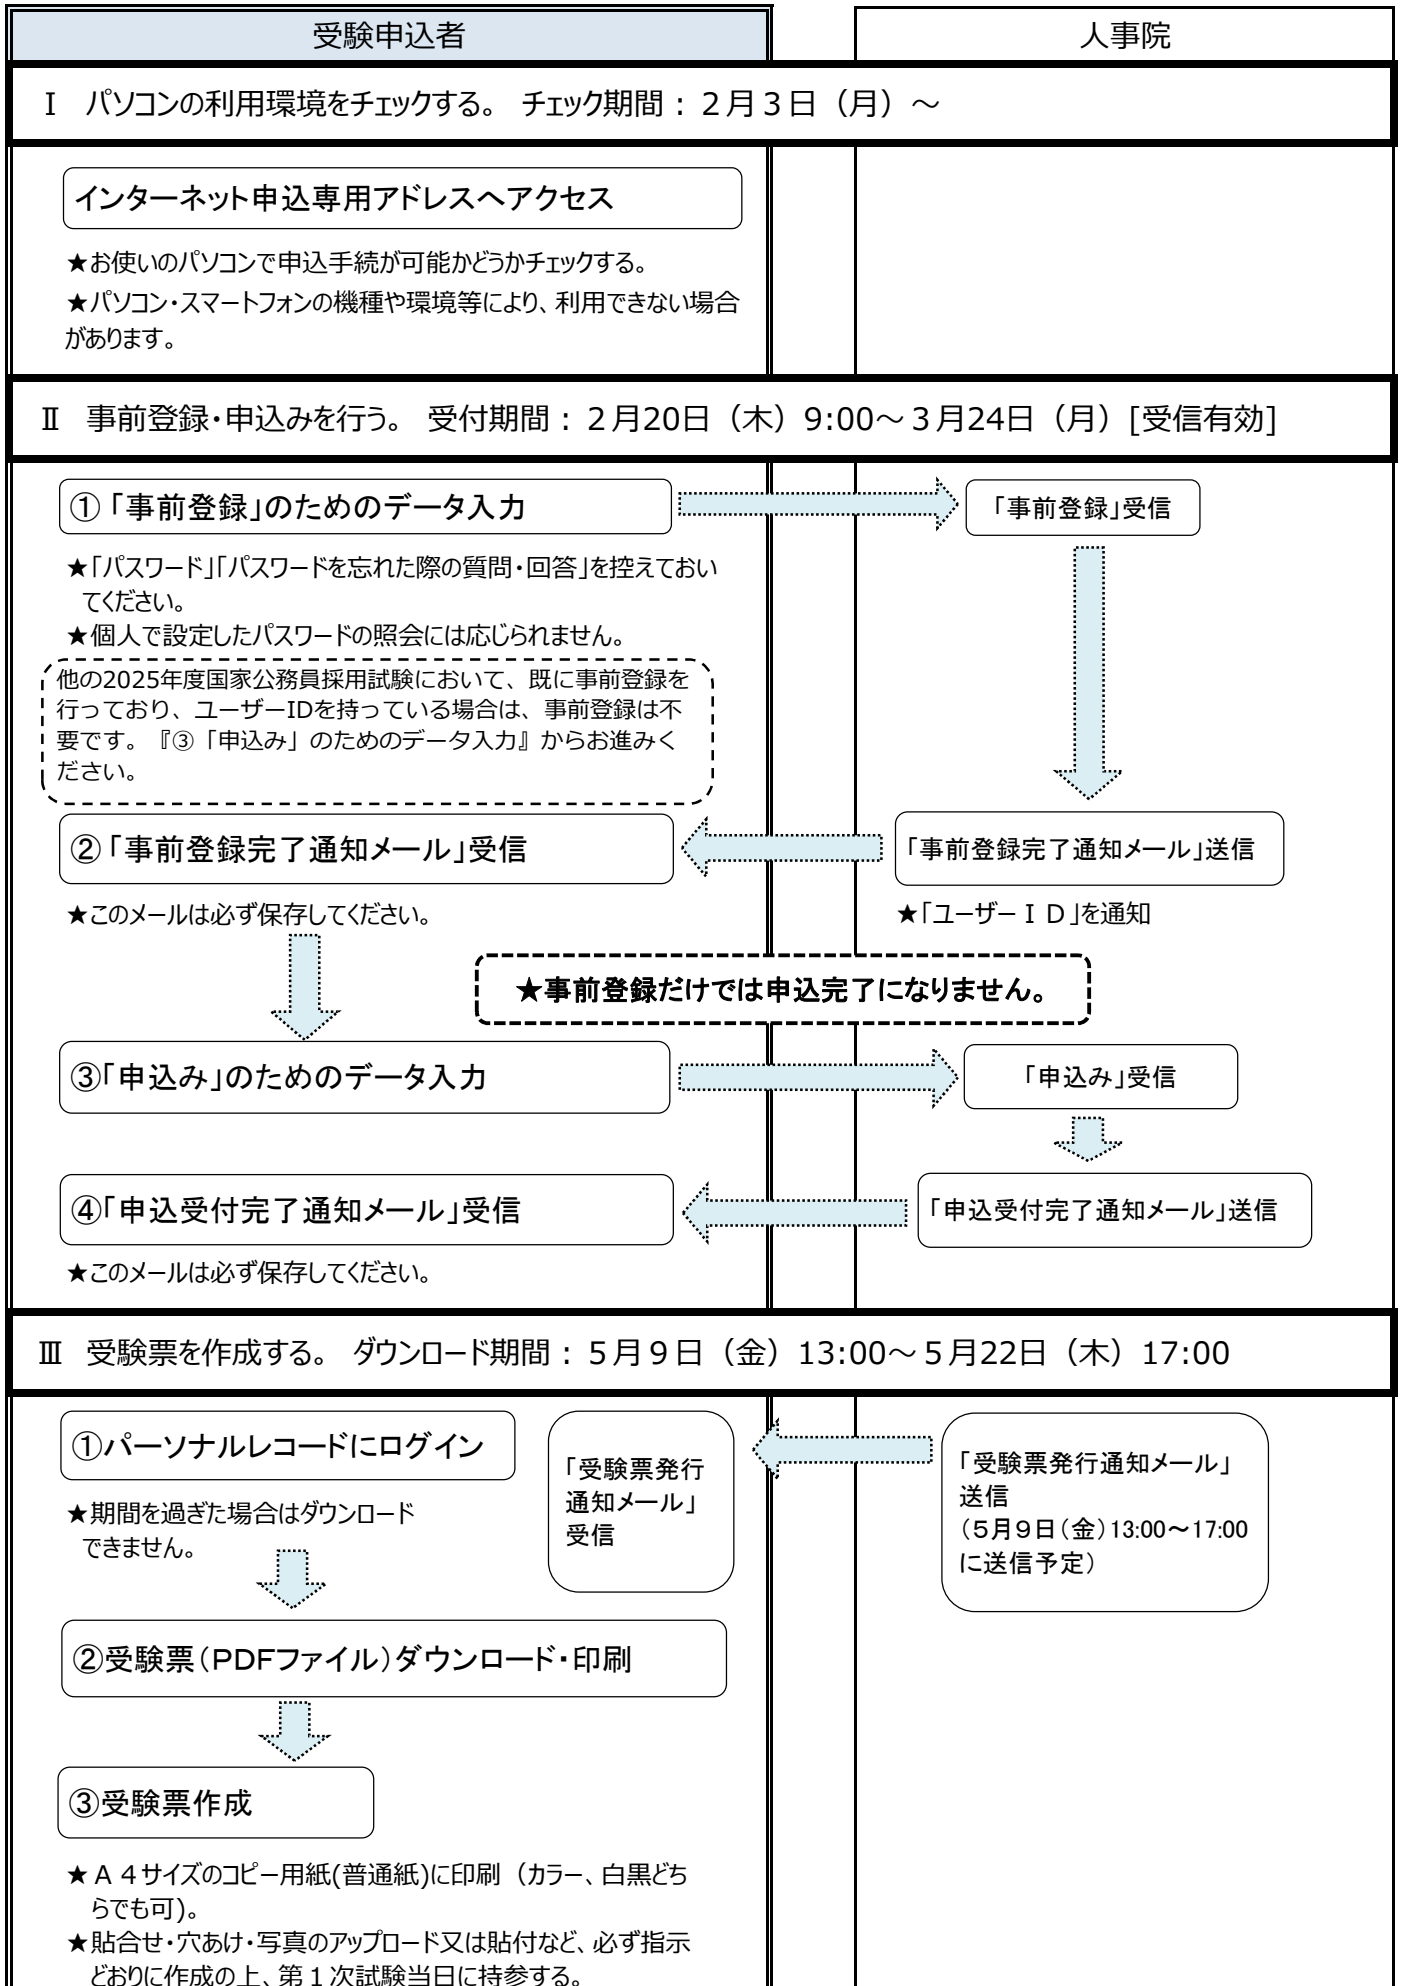 受験申込者
人事院
Ⅰ　パソコンの利用環境をチェックする。　チェック期間：２月３日（月）～
インターネット申込専用アドレスへアクセス
★お使いのパソコンで申込手続が可能かどうかチェックする。
★パソコン・スマートフォンの機種や環境等により、利用できない場合
があります。
Ⅱ　事前登録・申込みを行う。　受付期間：２月20日（木）9:00～３月24日（月）[受信有効]
①「事前登録」のためのデータ入力
「事前登録」受信
★「パスワード」「パスワードを忘れた際の質問・回答」を控えておい
てください。
★個人で設定したパスワードの照会には応じられません。
他の2025年度国家公務員採用試験において、既に事前登録を
行っており、ユーザーIDを持っている場合は、事前登録は不
要です。『③「申込み」のためのデータ入力』からお進みく
ださい。
②「事前登録完了通知メール」受信
「事前登録完了通知メール」送信
★このメールは必ず保存してください。
★「ユーザーＩＤ」を通知
★事前登録だけでは申込完了になりません。
③「申込み」のためのデータ入力
「申込み」受信
④「申込受付完了通知メール」受信
「申込受付完了通知メール」送信
★このメールは必ず保存してください。
Ⅲ　受験票を作成する。　ダウンロード期間：５月９日（金）13:00～５月22日（木）17:00
①パーソナルレコードにログイン
★期間を過ぎた場合はダウンロード
できません。
「受験票発行
通知メール」
受信
「受験票発行通知メール」
送信
（５月９日（金）13:00～17:00
に送信予定）
②受験票（ＰＤＦファイル）ダウンロード・印刷
③受験票作成
★Ａ４サイズのコピー用紙(普通紙)に印刷（カラー、白黒どち
らでも可）。
★貼合せ・穴あけ・写真のアップロード又は貼付など、必ず指示
どおりに作成の上、第１次試験当日に持参する。